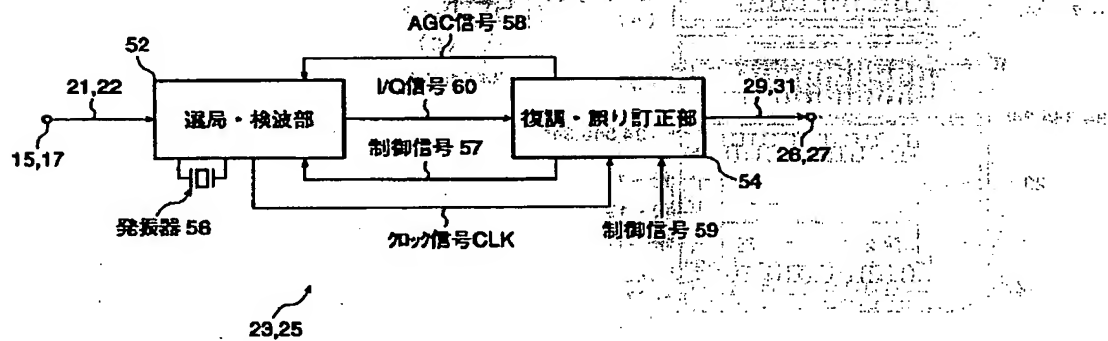 AGC信号 58
52
21,22
選局・検波部
I/Q信号 60
復調・誤り訂正部
29,31
15,17
制御信号 57
26,27
54
発振器 56
クロック信号CLK
制御信号 59
23,25